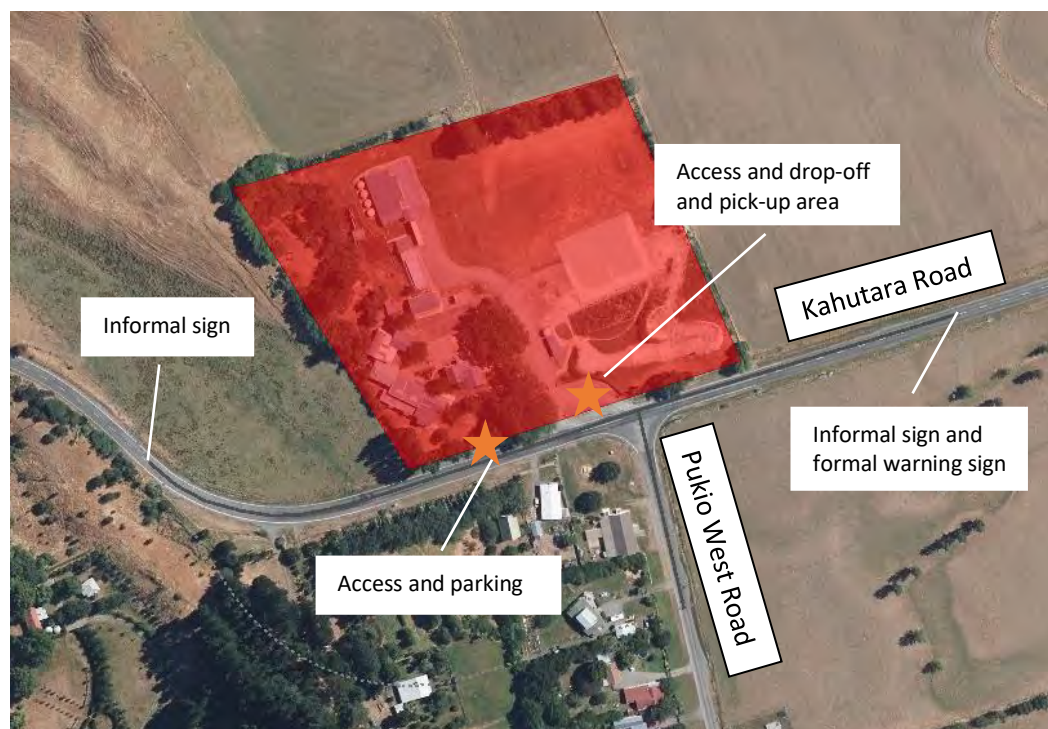 Access and drop-off
and pick-up area
Kahutara Road
Informal sign
Informal sign and
formal warning sign
Pukio West Road
Access and parking